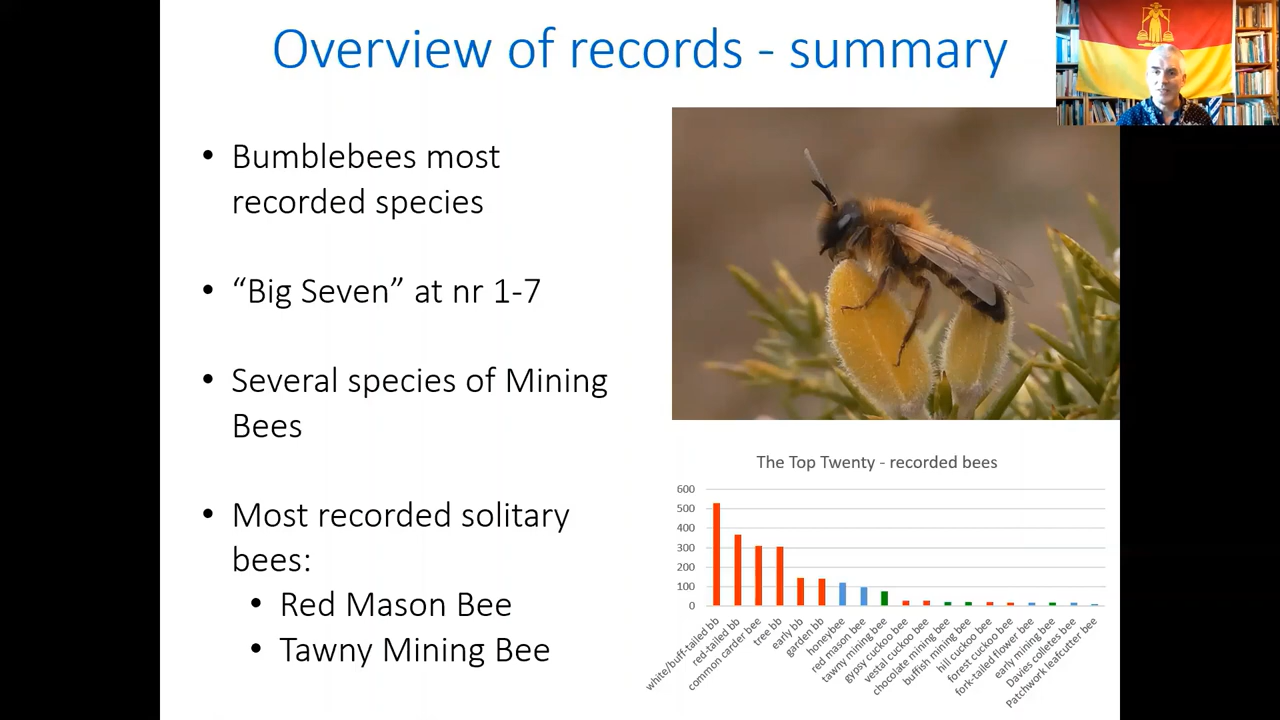 Overview of records - summary
• Bumblebees most
recorded species
• “Big Seven” at nr 1-7
• Several species of Mining
Bees
• Most recorded solitary
bees:
• Red Mason Bee
• Tawny Mining Bee
The Top Twenty - recorded bees
600
500
400
300
200
100
0
white/buff-tailed bb
red-tailed bb
common carder bee
tree bb
early bb
garden bb
honeybee
red mason bee
tawny mining bee
gypsy cuckoo bee
vestal cuckoo bee
chocolate mining bee
buffish mining bee
hill cuckoo bee
forest cuckoo bee
fork-tailed flower bee
early mining bee
Davies colletes bee
Patchwork leafcutter bee